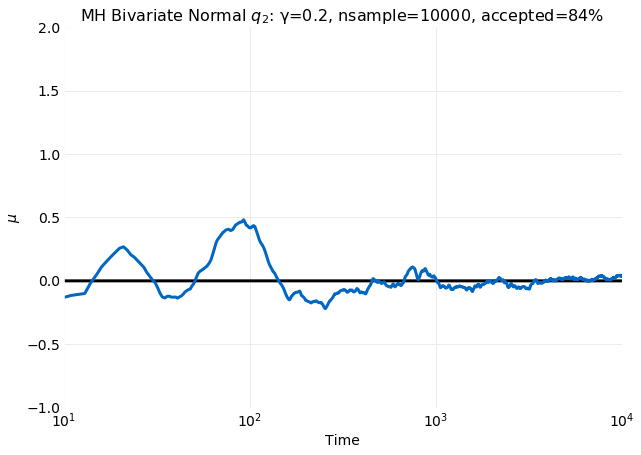 MH Bivariate Normal q₂: γ=0.2, nsample=10000, accepted=84%
2.0
1.5
1.0
0.5
0.0
−0.5
−1.0
μ
10¹ 10² 10³ 10⁴
Time